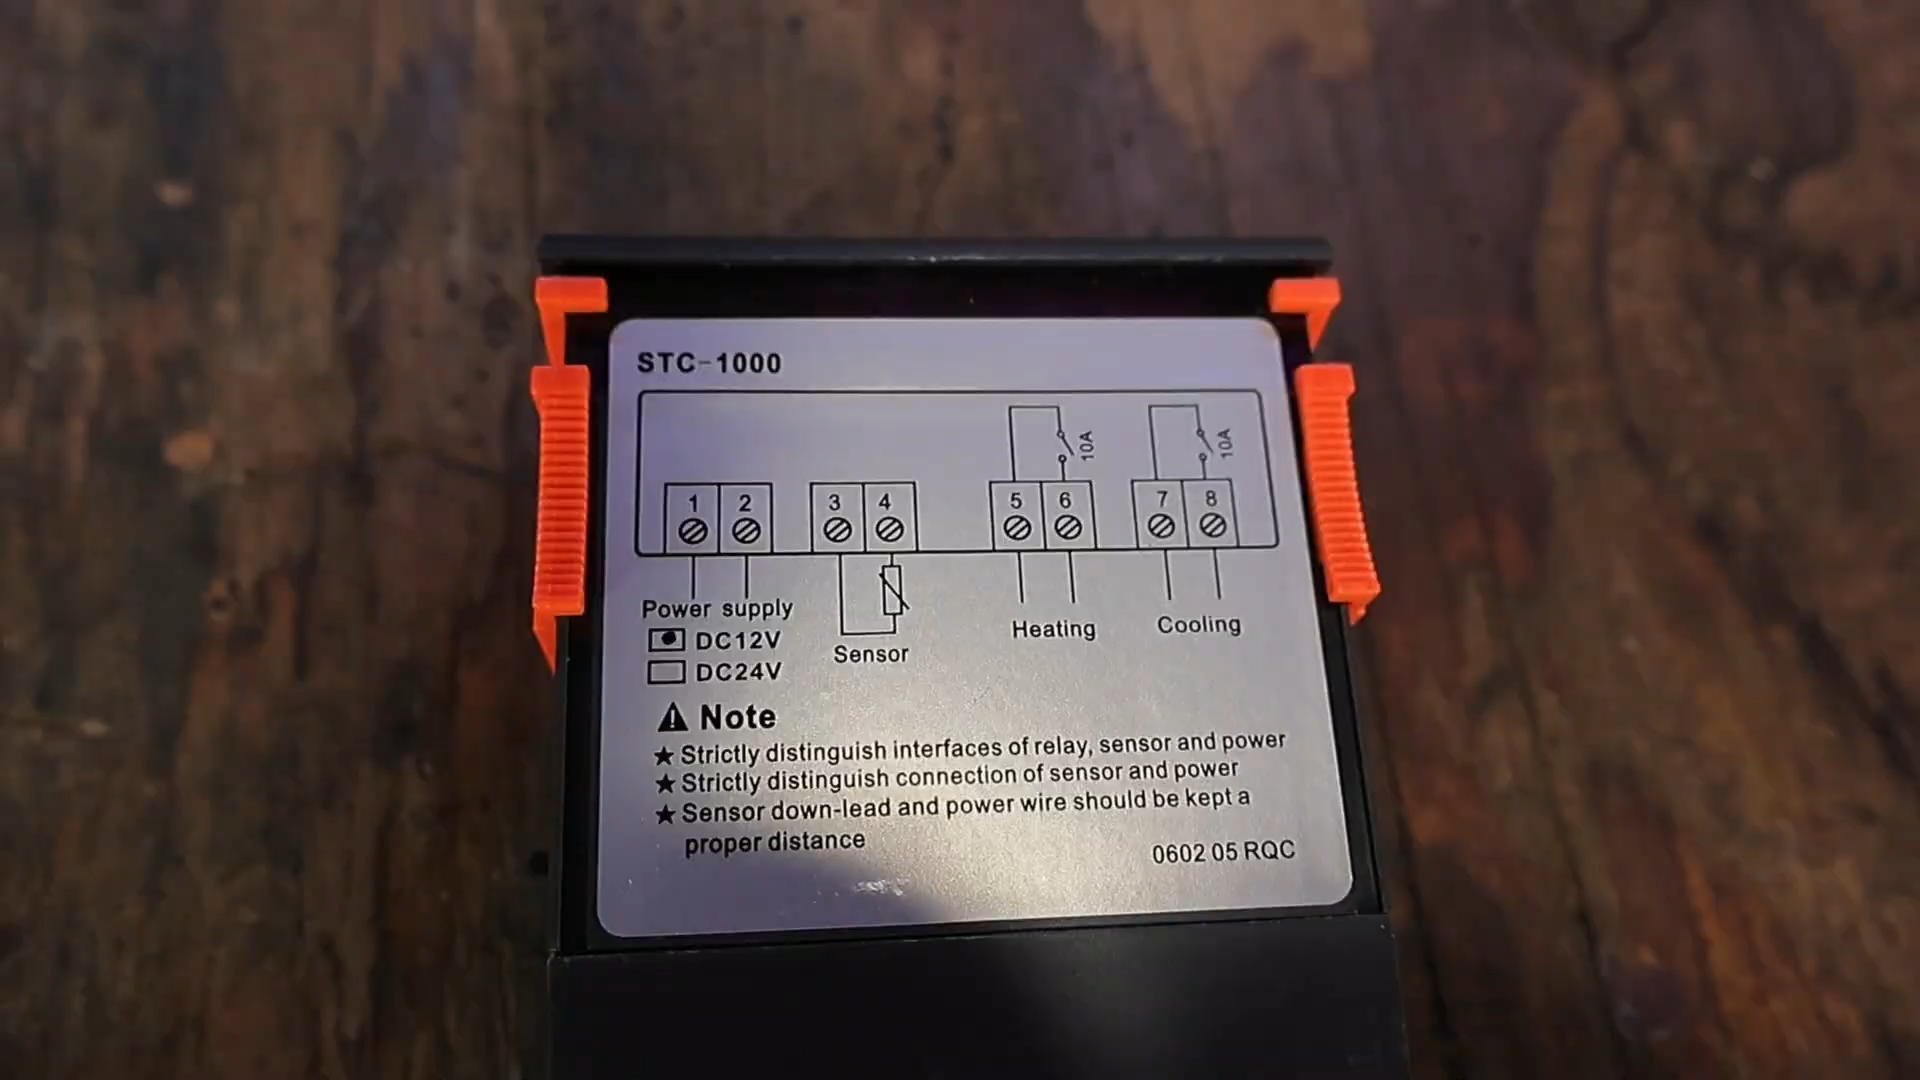 STC-1000
10A 10A
1 2 3 4 5 6 7 8
Power supply
DC12V
DC24V
Sensor
Heating
Cooling
Note
★ Strictly distinguish interfaces of relay, sensor and power
★ Strictly distinguish connection of sensor and power
★ Sensor down-lead and power wire should be kept a
proper distance
0602 05 RQC